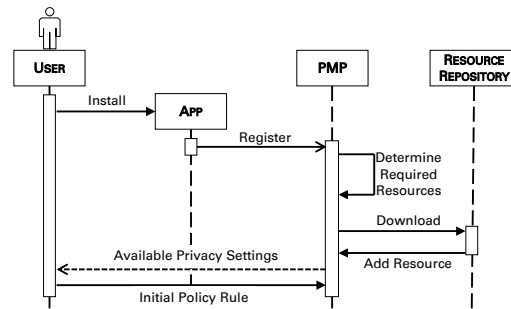 USER
PMP
RESOURCE
REPOSITORY
Install
APP
Register
Determine
Required
Resources
Download
Available Privacy Settings
Add Resource
Initial Policy Rule